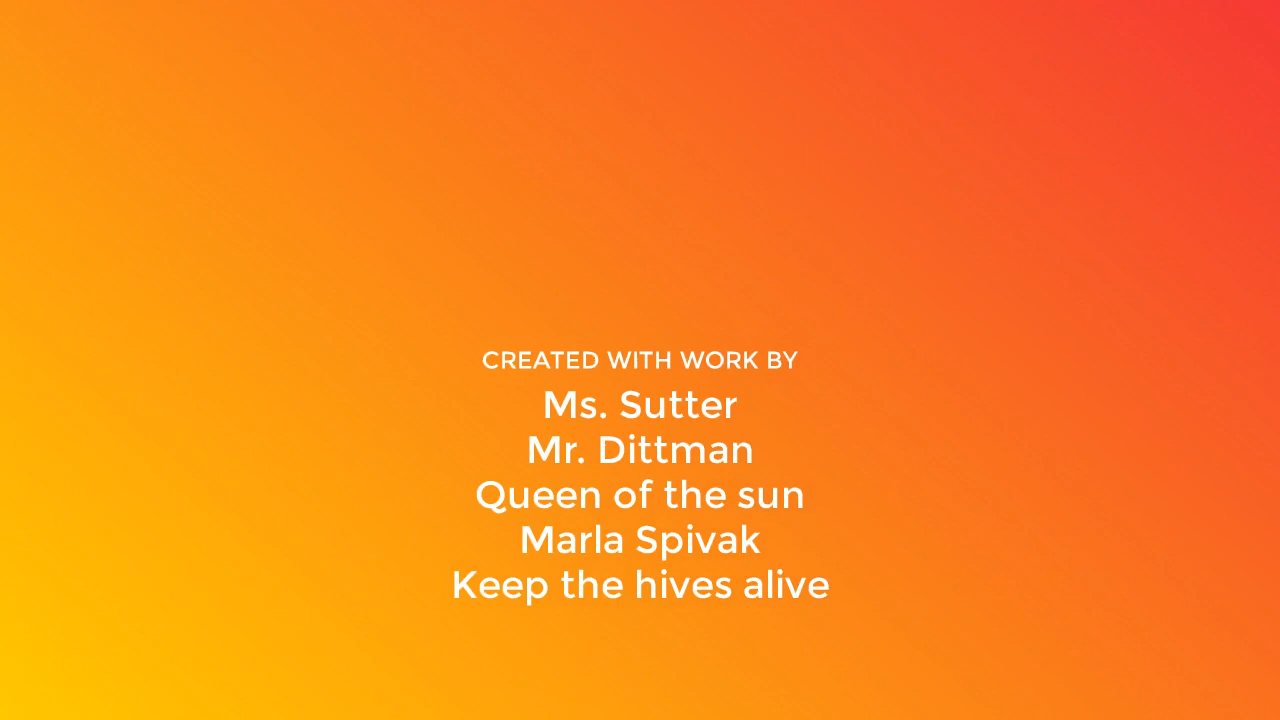 CREATED WITH WORK BY
Ms. Sutter
Mr. Dittman
Queen of the sun
Marla Spivak
Keep the hives alive